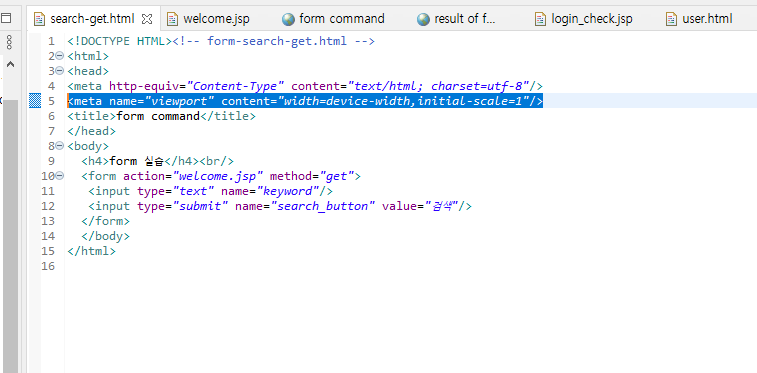 search-get.html welcome.jsp form command result of f... login_check.jsp user.html
1 <!DOCTYPE HTML><!-- form-search-get.html -->
2 <html>
3 <head>
4 <meta http-equiv="Content-Type" content="text/html; charset=utf-8"/>
5 <meta name="viewport" content="width=device-width,initial-scale=1"/>
6 <title>form command</title>
7 </head>
8 <body>
9 <h4>form 실습</h4><br/>
10 <form action="welcome.jsp" method="get">
11 <input type="text" name="keyword"/>
12 <input type="submit" name="search_button" value="검색"/>
13 </form>
14 </body>
15 </html>
16